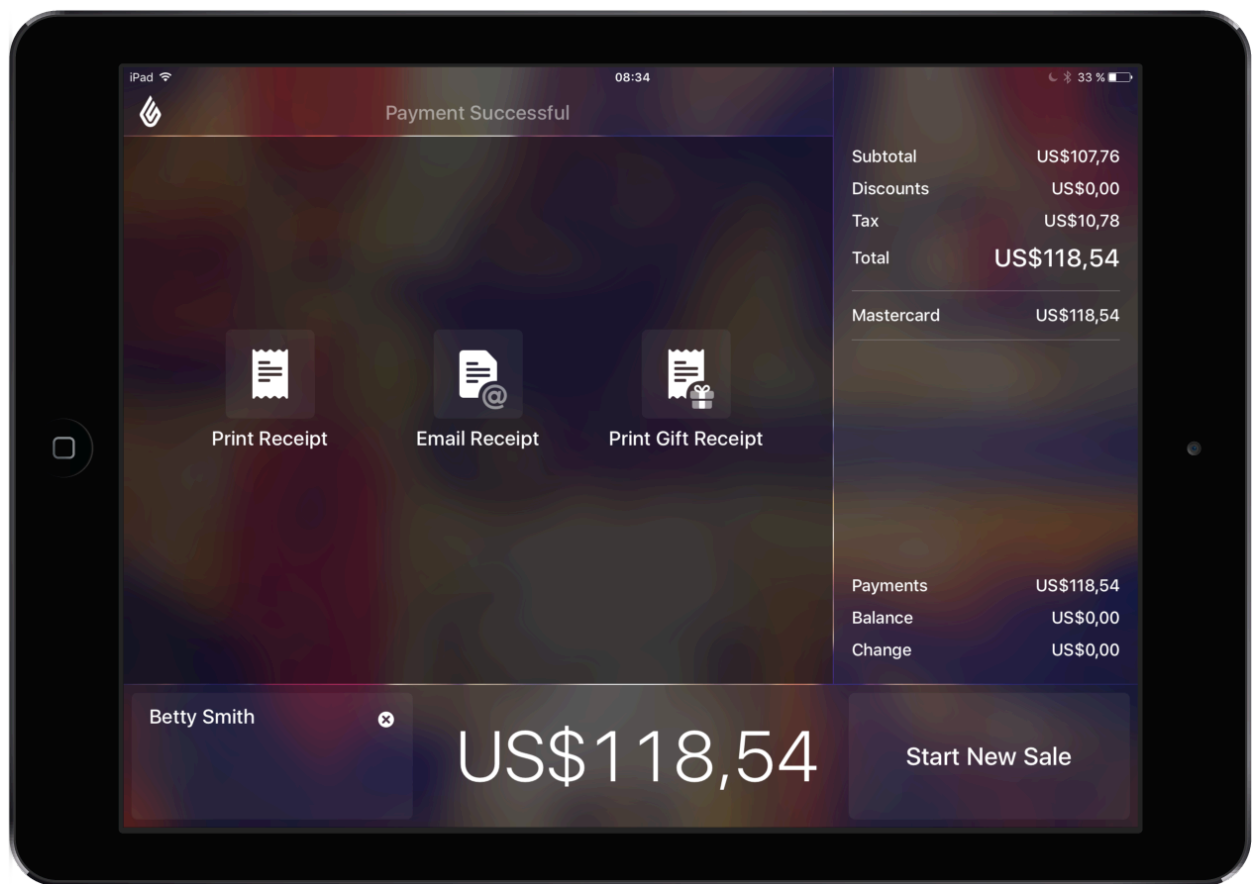 iPad 08:34 33 %
Payment Successful
Subtotal US$107,76
Discounts US$0,00
Tax US$10,78
Total US$118,54
Mastercard US$118,54
Print Receipt Email Receipt Print Gift Receipt
@
Payments US$118,54
Balance US$0,00
Change US$0,00
Betty Smith
US$118,54
Start New Sale